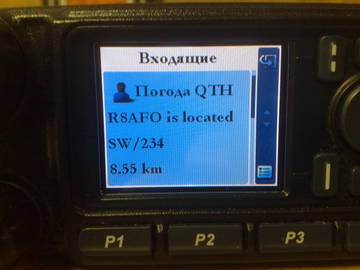 Входящие
Погода QTH
R8AFO is located
SW/234
8.55 km
P1
P2
P3